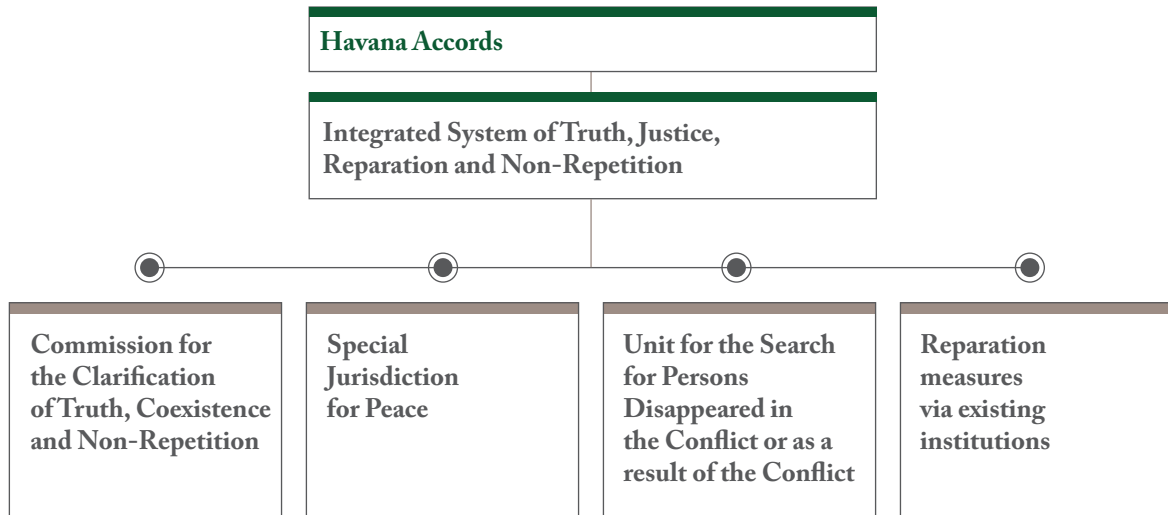 Havana Accords
Integrated System of Truth, Justice,
Reparation and Non-Repetition
Commission for
the Clarification
of Truth, Coexistence
and Non-Repetition
Special
Jurisdiction
for Peace
Unit for the Search
for Persons
Disappeared in
the Conflict or as a
result of the Conflict
Reparation
measures
via existing
institutions